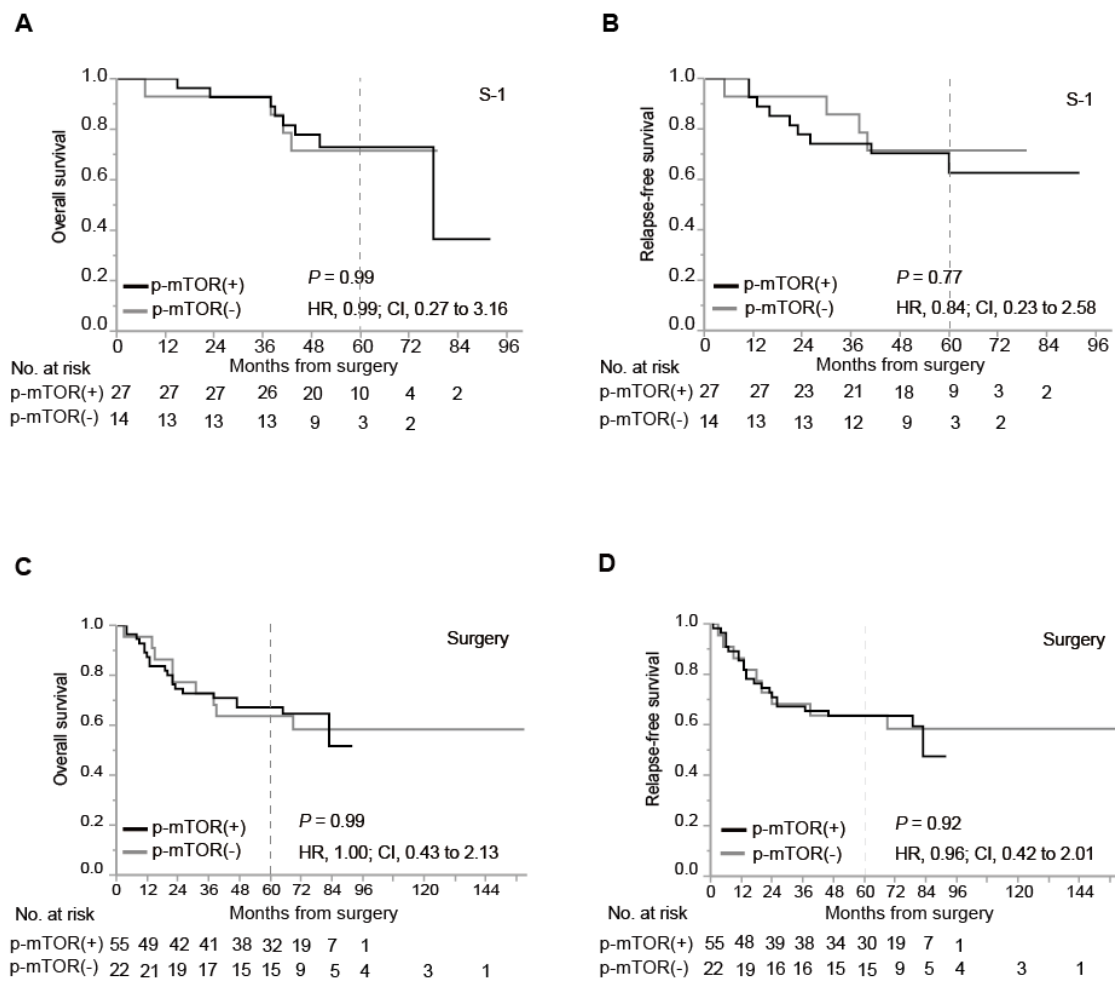 A
Overall survival
1.0
0.8
0.6
0.4
0.2
0.0
S-1
p-mTOR(+)
p-mTOR(-)
P = 0.99
HR, 0.99; CI, 0.27 to 3.16
0 12 24 36 48 60 72 84 96
Months from surgery
No. at risk
p-mTOR(+) 27 27 27 26 20 10 4 2
p-mTOR(-) 14 13 13 13 9 3 2
B
Relapse-free survival
1.0
0.8
0.6
0.4
0.2
0.0
S-1
p-mTOR(+)
p-mTOR(-)
P = 0.77
HR, 0.84; CI, 0.23 to 2.58
0 12 24 36 48 60 72 84 96
Months from surgery
No. at risk
p-mTOR(+) 27 27 23 21 18 9 3 2
p-mTOR(-) 14 13 13 12 9 3 2
C
Overall survival
1.0
0.8
0.6
0.4
0.2
0.0
Surgery
p-mTOR(+)
p-mTOR(-)
P = 0.99
HR, 1.00; CI, 0.43 to 2.13
0 12 24 36 48 60 72 84 96 120 144
Months from surgery
No. at risk
p-mTOR(+) 55 49 42 41 38 32 19 7 1
p-mTOR(-) 22 21 19 17 15 15 9 5 4 3 1
D
Relapse-free survival
1.0
0.8
0.6
0.4
0.2
0.0
Surgery
p-mTOR(+)
p-mTOR(-)
P = 0.92
HR, 0.96; CI, 0.42 to 2.01
0 12 24 36 48 60 72 84 96 120 144
Months from surgery
No. at risk
p-mTOR(+) 55 48 39 38 34 30 19 7 1
p-mTOR(-) 22 19 16 16 15 15 9 5 4 3 1